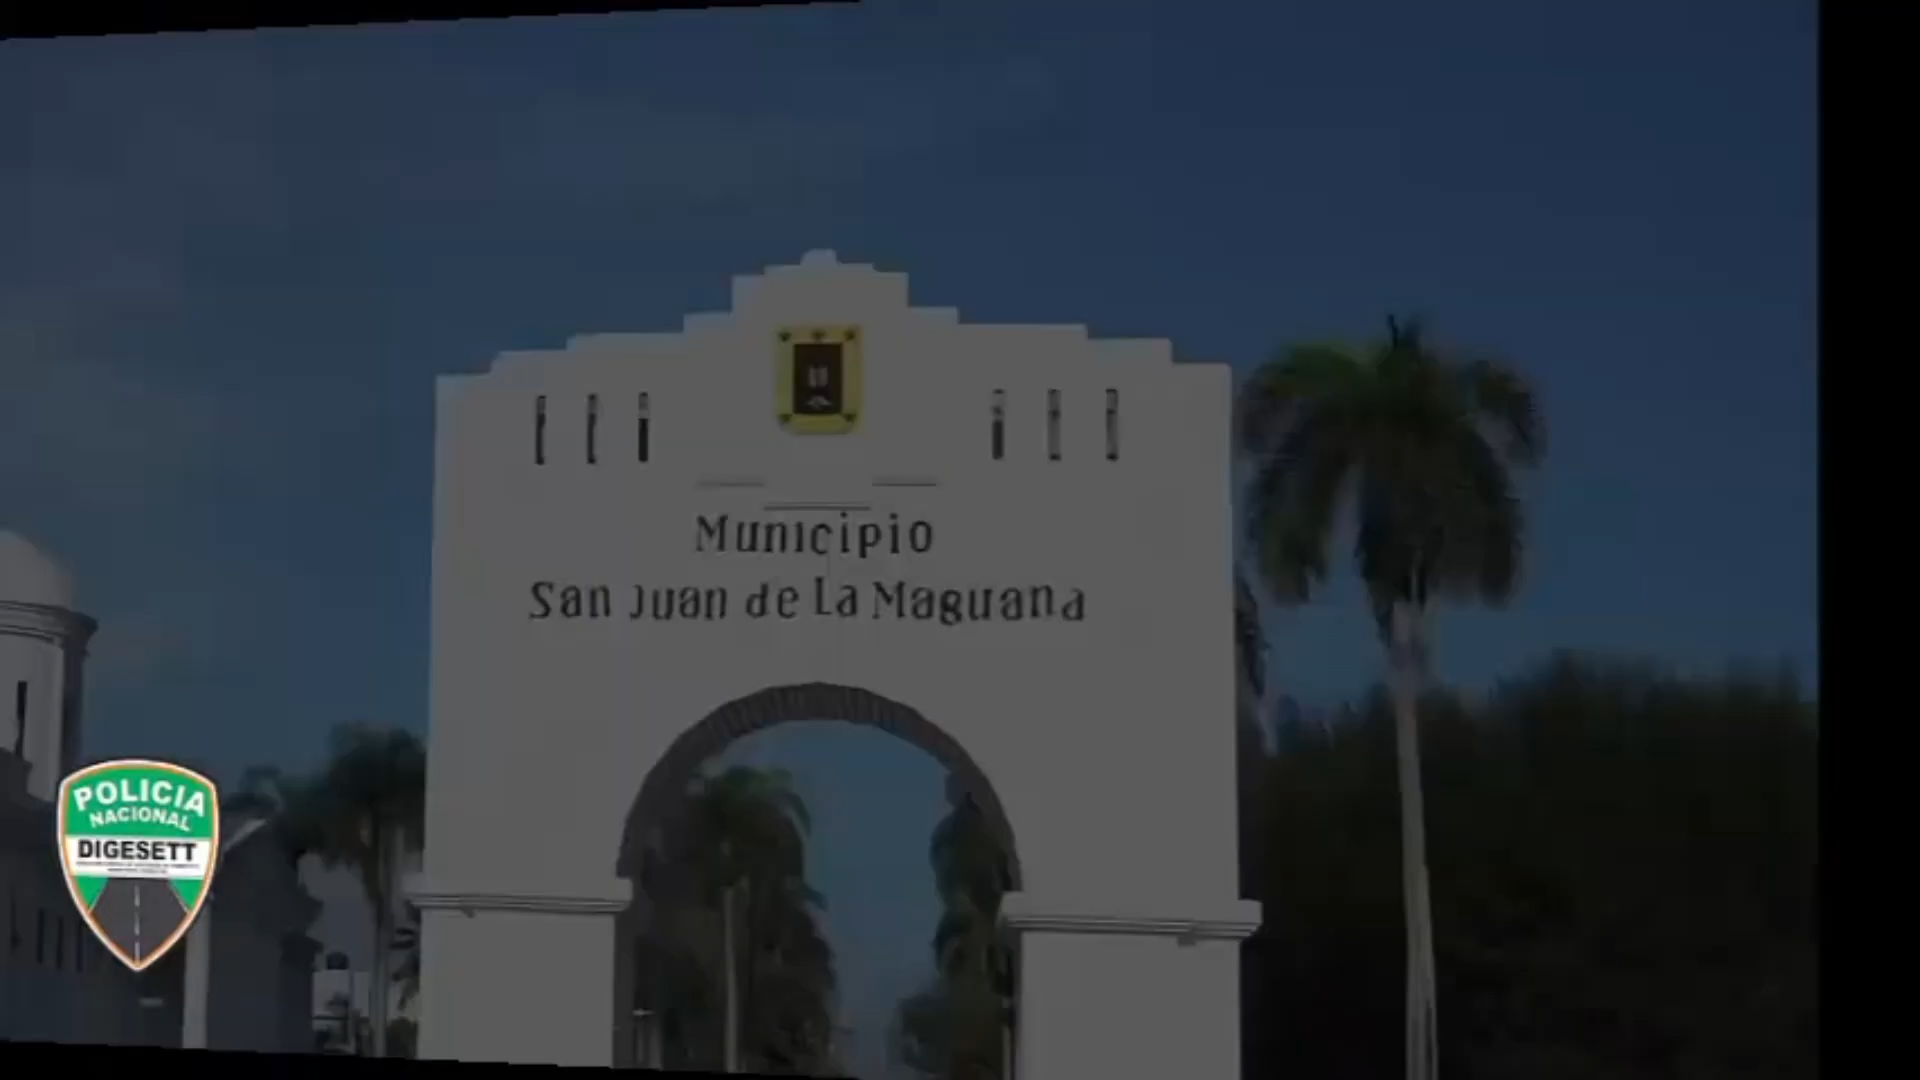 Municipio
San Juan de La Maguana
POLICIA
NACIONAL
DIGESETT